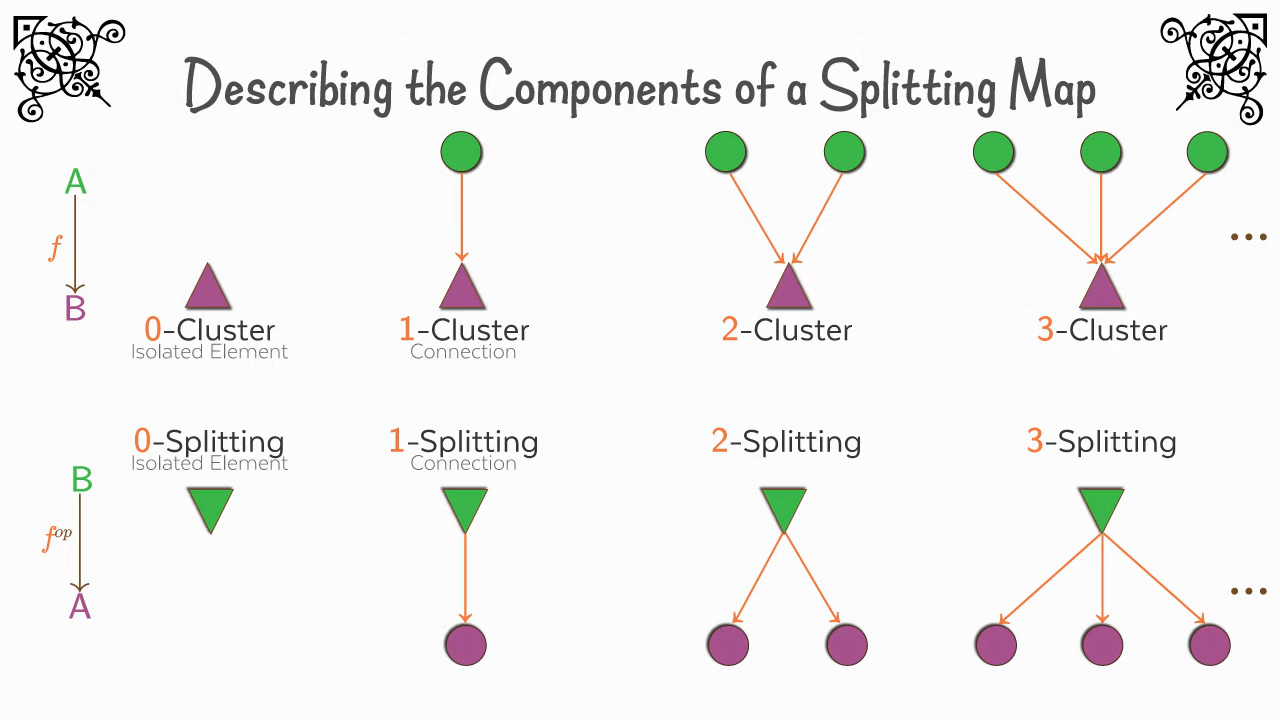 Describing the Components of a Splitting Map
A
f
B
0-Cluster
Isolated Element
1-Cluster
Connection
2-Cluster
3-Cluster
...
0-Splitting
Isolated Element
1-Splitting
Connection
2-Splitting
3-Splitting
B
f^op
A
...